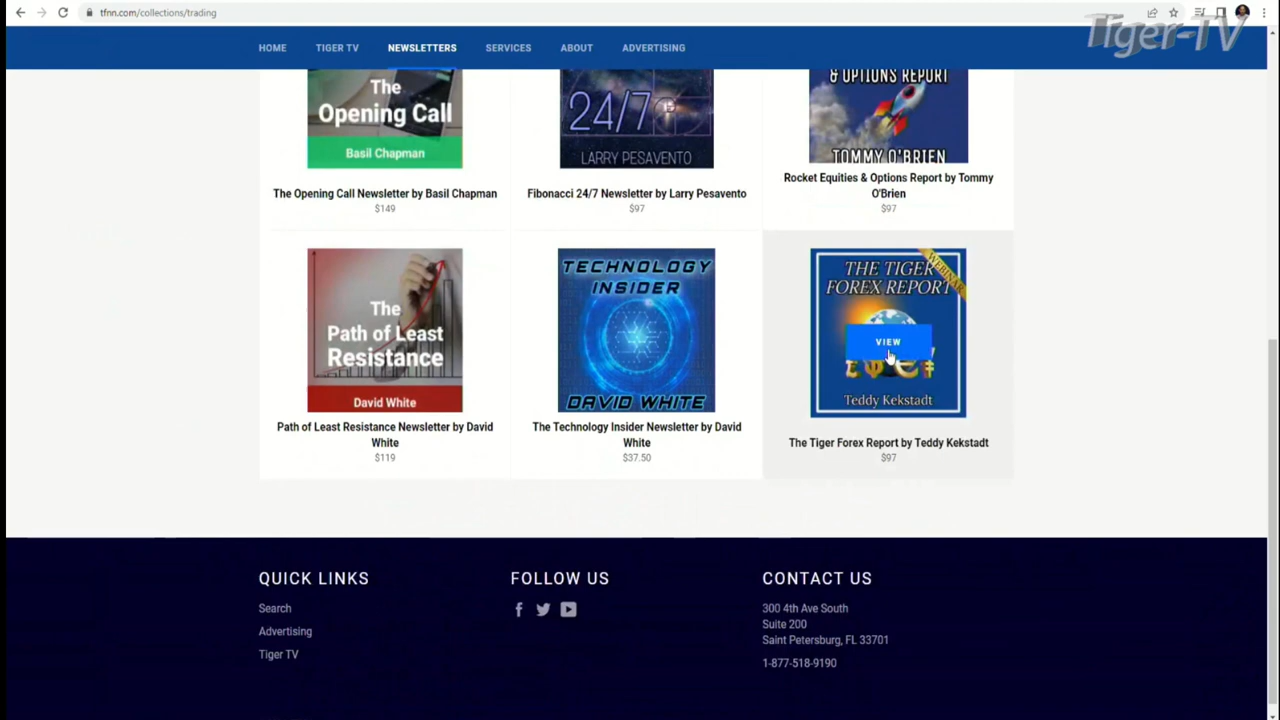 tfnn.com/collections/trading
Tiger-TV
HOME TIGER TV NEWSLETTERS SERVICES ABOUT ADVERTISING
The
Opening Call
Basil Chapman
The Opening Call Newsletter by Basil Chapman
$149
24/7
LARRY PESAVENTO
Fibonacci 24/7 Newsletter by Larry Pesavento
$97
& OPTIONS REPORT
TOMMY O'BRIEN
Rocket Equities & Options Report by Tommy
O'Brien
$97
The
Path of Least
Resistance
David White
Path of Least Resistance Newsletter by David
White
$119
TECHNOLOGY
INSIDER
DAVID WHITE
The Technology Insider Newsletter by David
White
$37.50
THE TIGER
FOREX REPORT
WEBINAR
VIEW
Teddy Kekstadt
The Tiger Forex Report by Teddy Kekstadt
$97
QUICK LINKS
Search
Advertising
Tiger TV
FOLLOW US
CONTACT US
300 4th Ave South
Suite 200
Saint Petersburg, FL 33701
1-877-518-9190